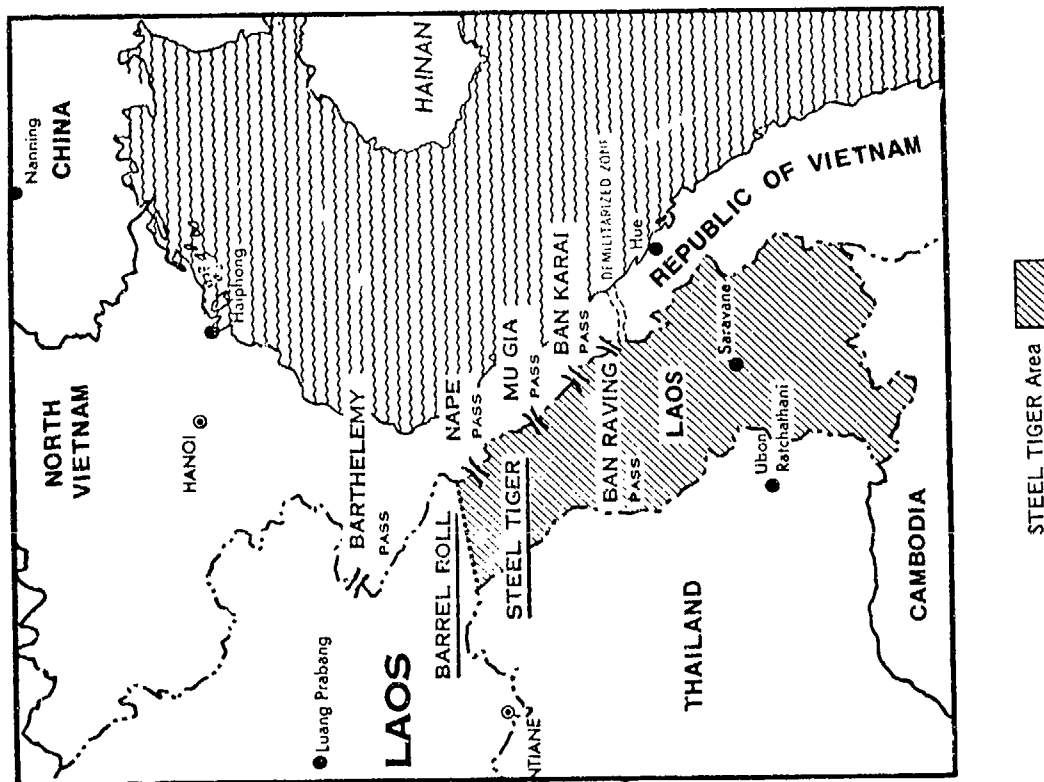 Nanning
CHINA
NORTH
VIETNAM
HANOI
Haiphong
HAINAN
Luang Prabang
LAOS
BARTHELEMY
PASS
BARREL ROLL
NAPE
PASS
STEEL TIGER
MU GIA
PASS
BAN KARAI
PASS
NTIANE
DEMILITARIZED ZONE
BAN RAVING
PASS
Hue
LAOS
REPUBLIC OF VIETNAM
THAILAND
Saravane
Ubon
Ratchathani
CAMBODIA
STEEL TIGER Area